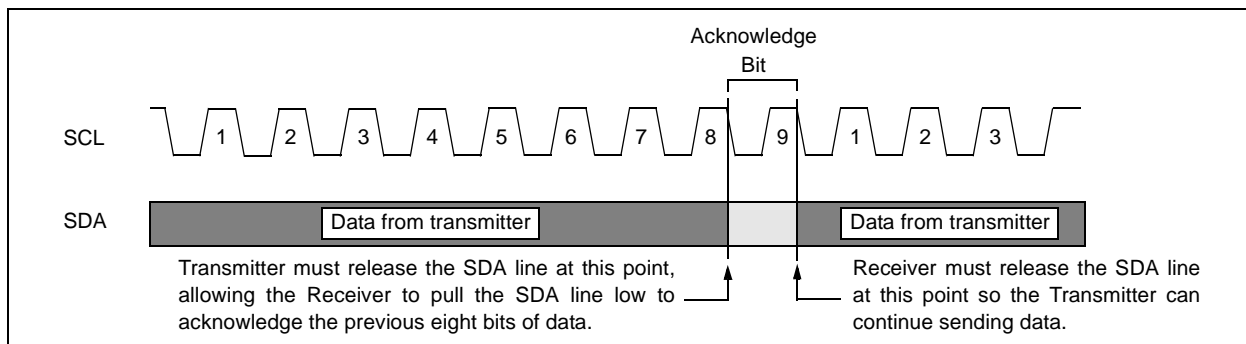 Acknowledge
Bit
SCL
1 2 3 4 5 6 7 8 9 1 2 3
SDA
Data from transmitter
Data from transmitter
Transmitter must release the SDA line at this point,
allowing the Receiver to pull the SDA line low to
acknowledge the previous eight bits of data.
Receiver must release the SDA line
at this point so the Transmitter can
continue sending data.